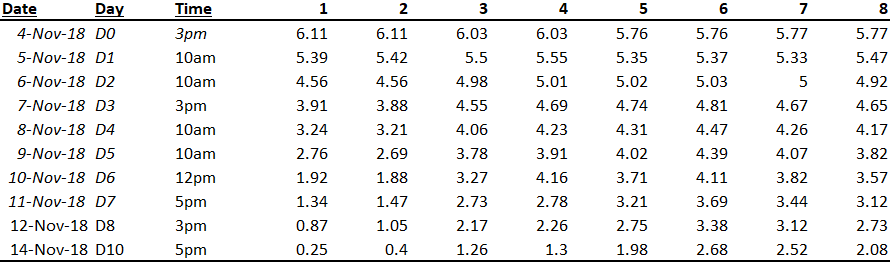 Date Day Time 1 2 3 4 5 6 7 8
4-Nov-18 D0 3pm 6.11 6.11 6.03 6.03 5.76 5.76 5.77 5.77
5-Nov-18 D1 10am 5.39 5.42 5.5 5.55 5.35 5.37 5.33 5.47
6-Nov-18 D2 10am 4.56 4.56 4.98 5.01 5.02 5.03 5 4.92
7-Nov-18 D3 3pm 3.91 3.88 4.55 4.69 4.74 4.81 4.67 4.65
8-Nov-18 D4 10am 3.24 3.21 4.06 4.23 4.31 4.47 4.26 4.17
9-Nov-18 D5 10am 2.76 2.69 3.78 3.91 4.02 4.39 4.07 3.82
10-Nov-18 D6 12pm 1.92 1.88 3.27 4.16 3.71 4.11 3.82 3.57
11-Nov-18 D7 5pm 1.34 1.47 2.73 2.78 3.21 3.69 3.44 3.12
12-Nov-18 D8 3pm 0.87 1.05 2.17 2.26 2.75 3.38 3.12 2.73
14-Nov-18 D10 5pm 0.25 0.4 1.26 1.3 1.98 2.68 2.52 2.08